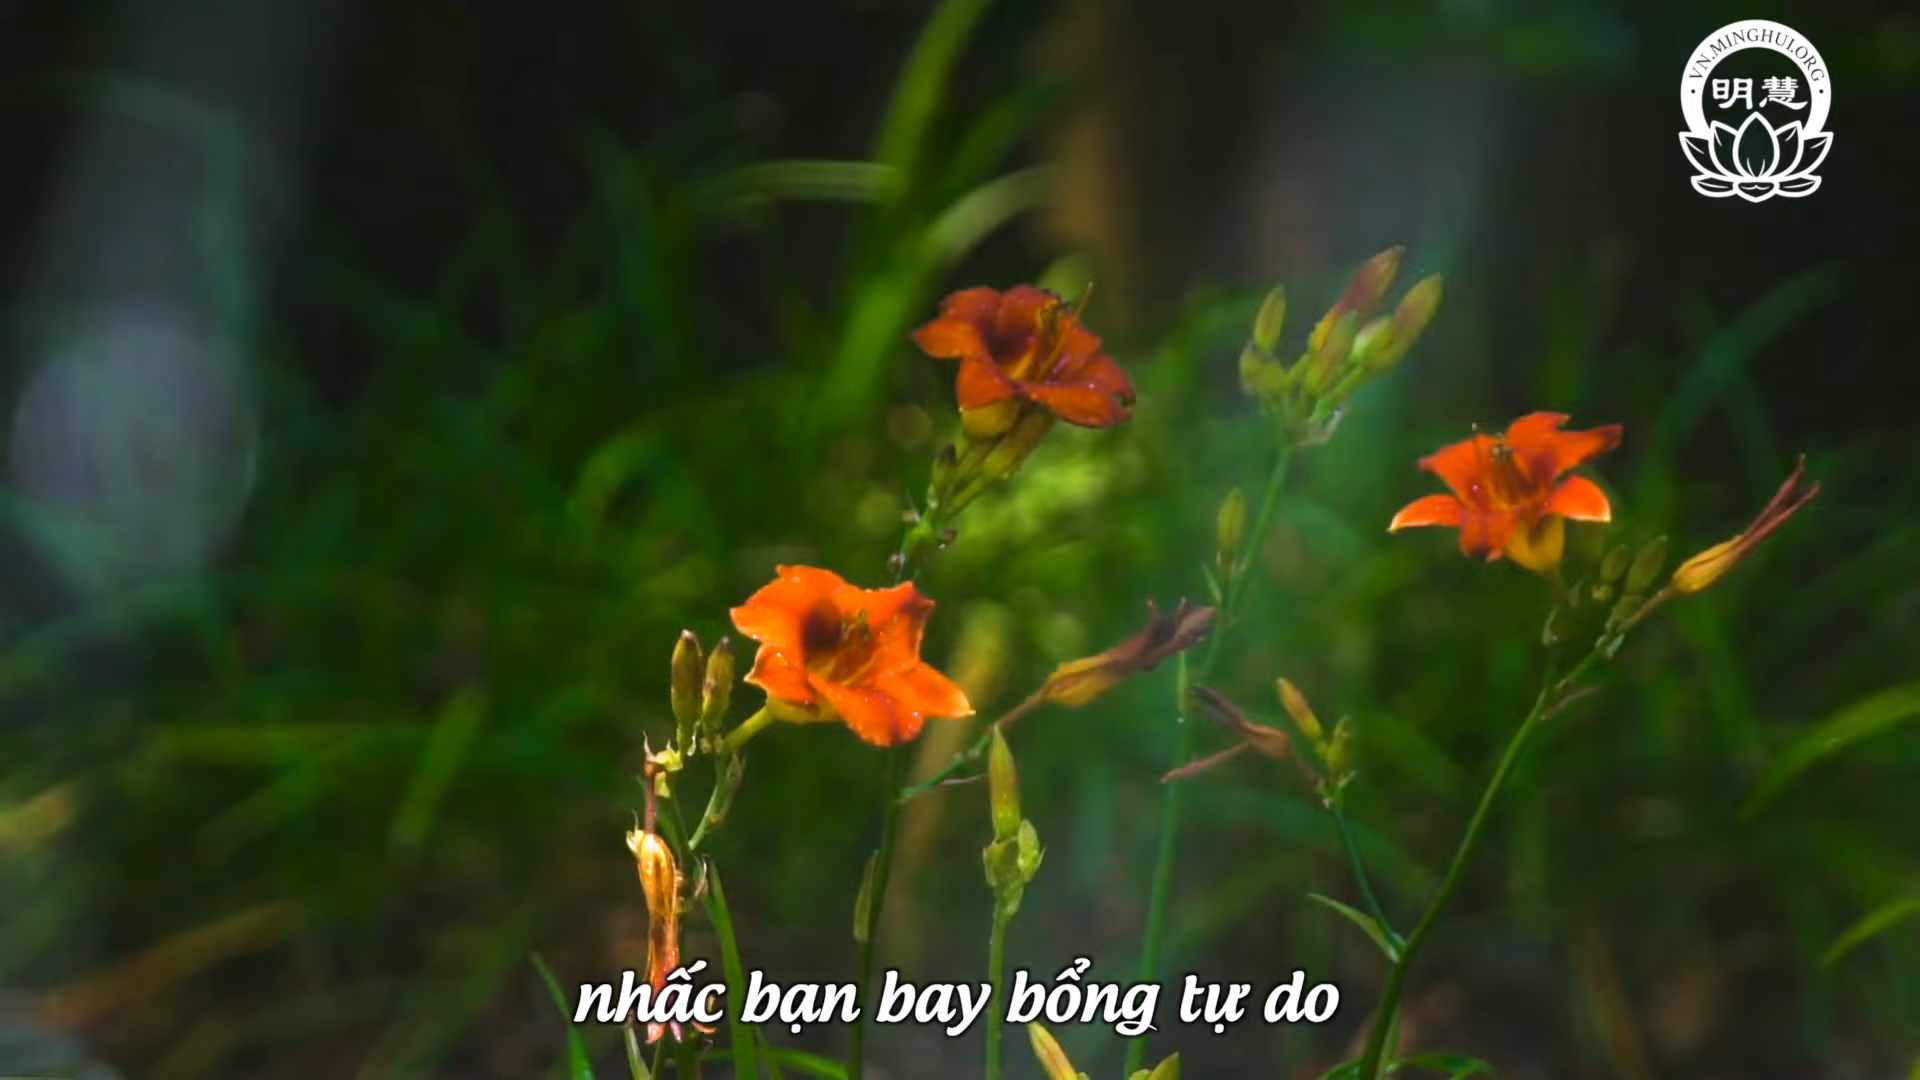 VN.MINGHUI.ORG
明慧
nhấc bạn bay bổng tự do